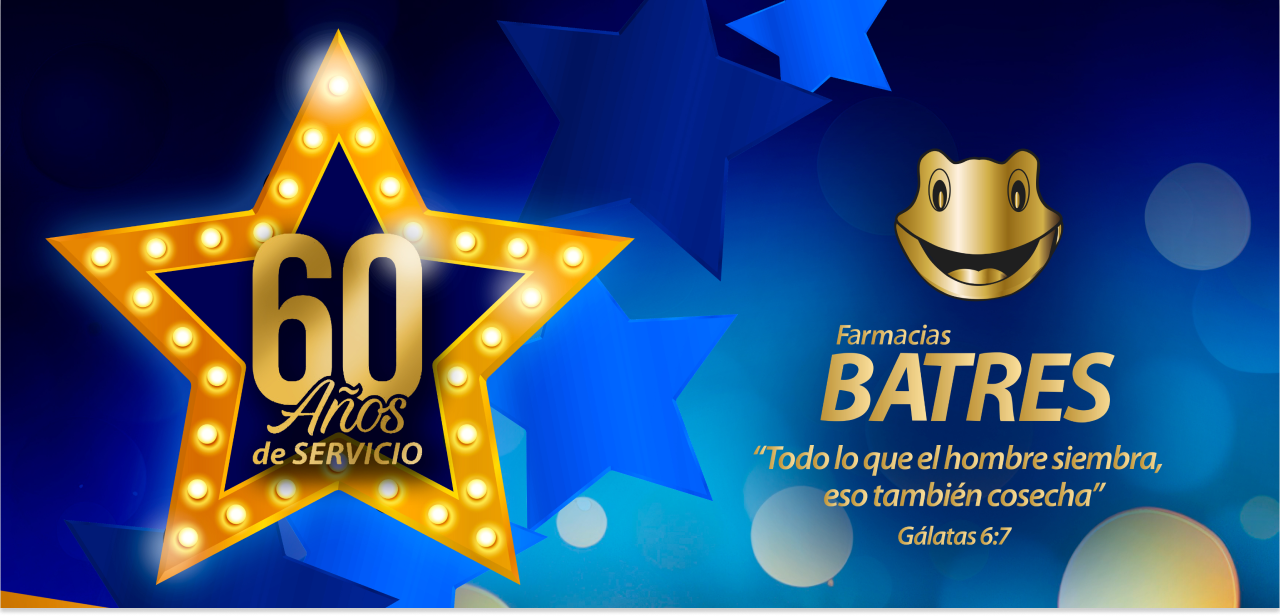 60
Años
de SERVICIO
Farmacias
BATRES
“Todo lo que el hombre siembra,
eso también cosecha”
Gálatas 6:7